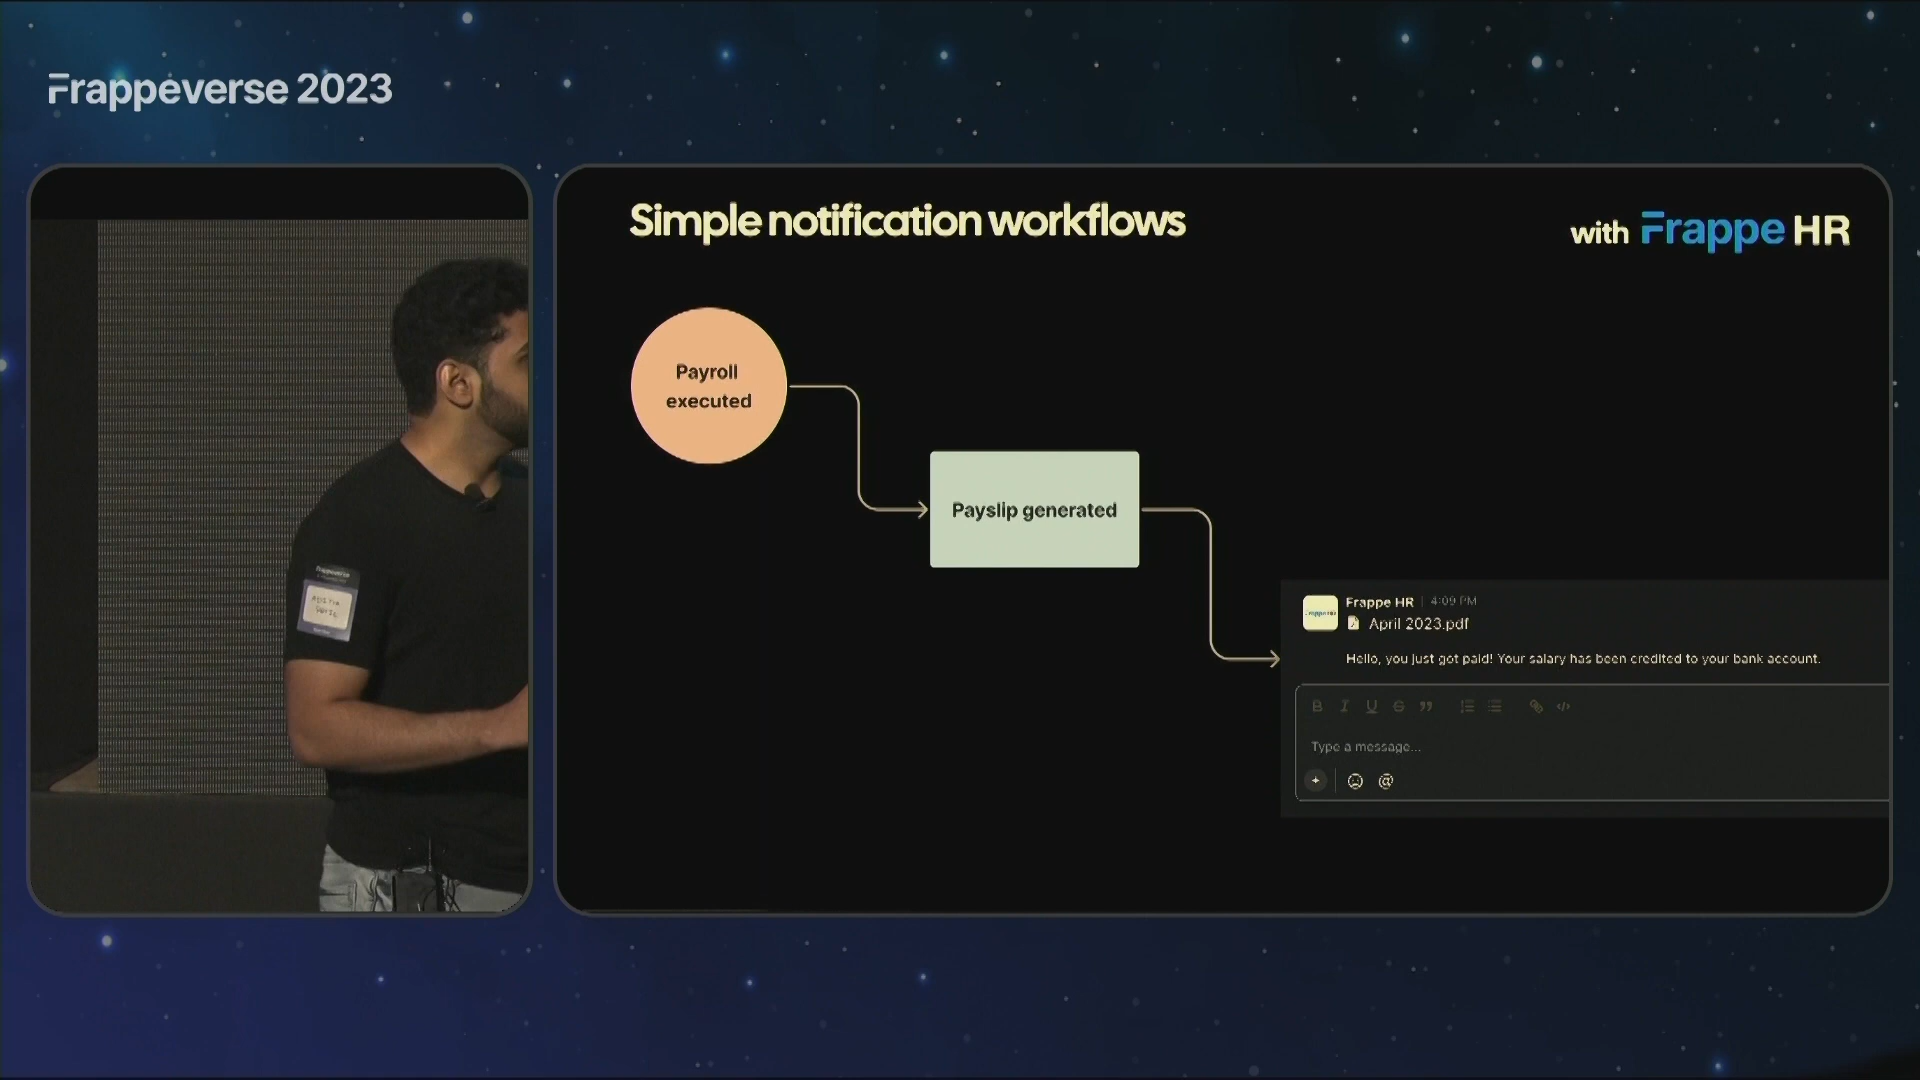 Frappeverse 2023
Simple notification workflows
with Frappe HR
Payroll
executed
Payslip generated
Frappe HR | 4:09 PM
April 2023.pdf
Hello, you just got paid! Your salary has been credited to your bank account.
B I U S
Type a message...
Frappeverse